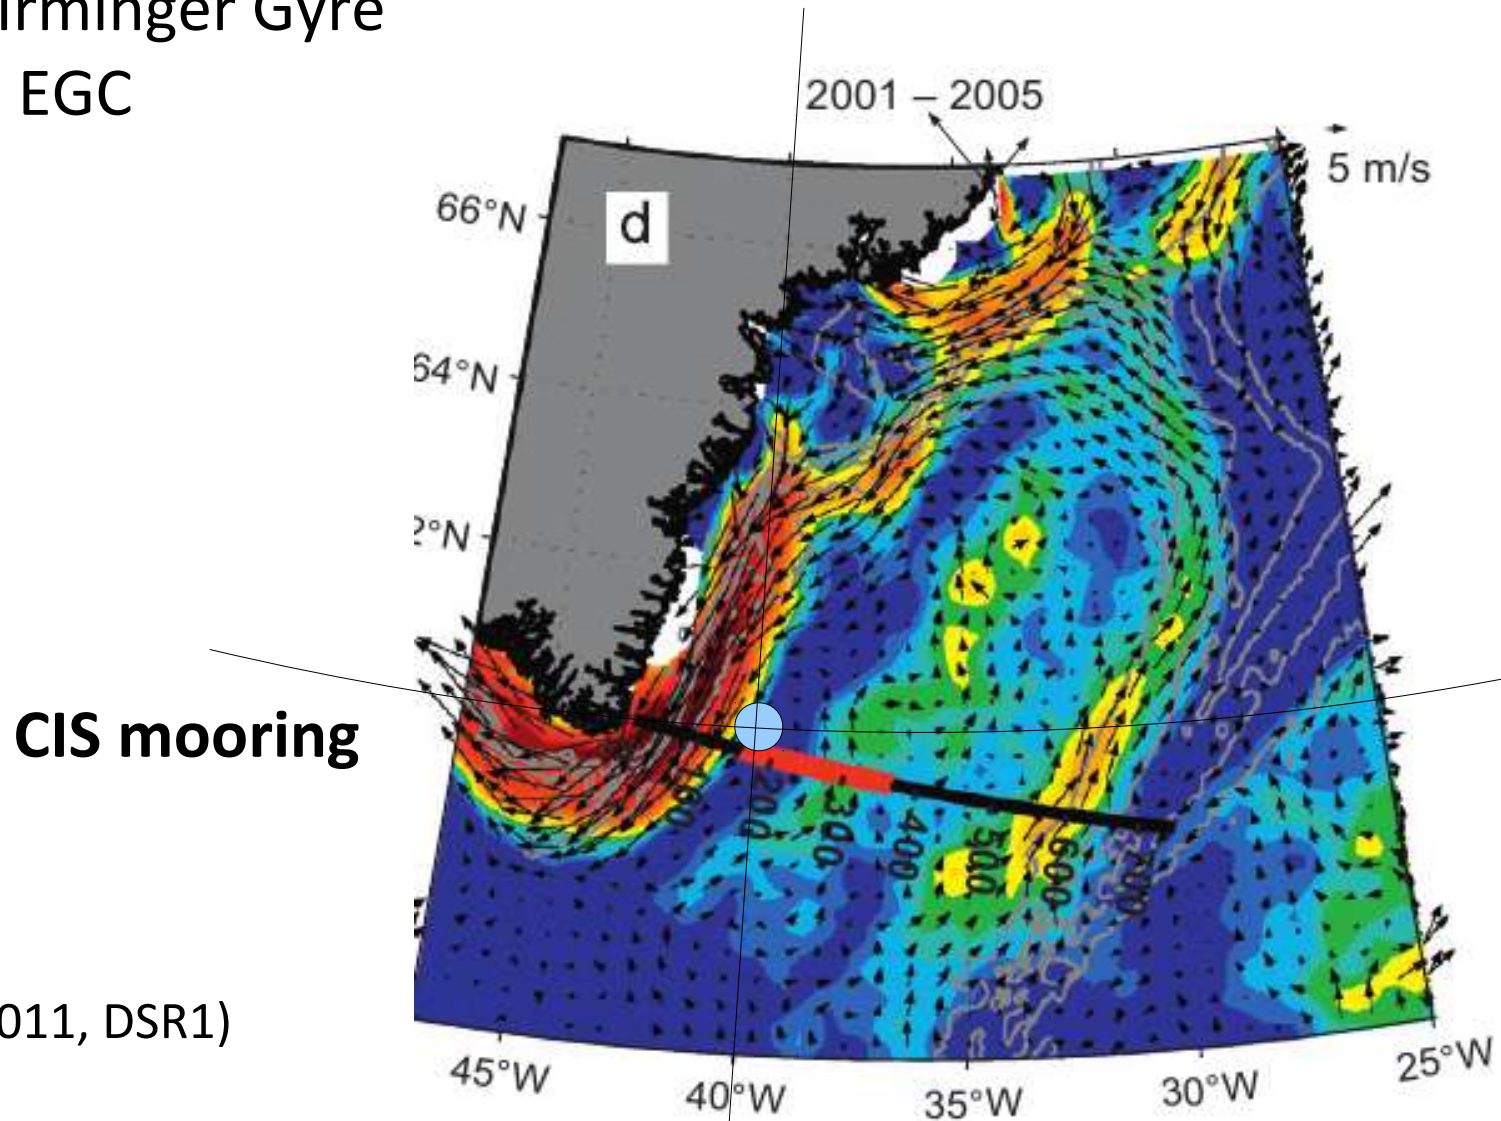 Irminger Gyre
EGC
2001 – 2005
5 m/s
66°N
d
64°N
2°N
CIS mooring
200
300
400
500
600
700
011, DSR1)
45°W
40°W
35°W
30°W
25°W